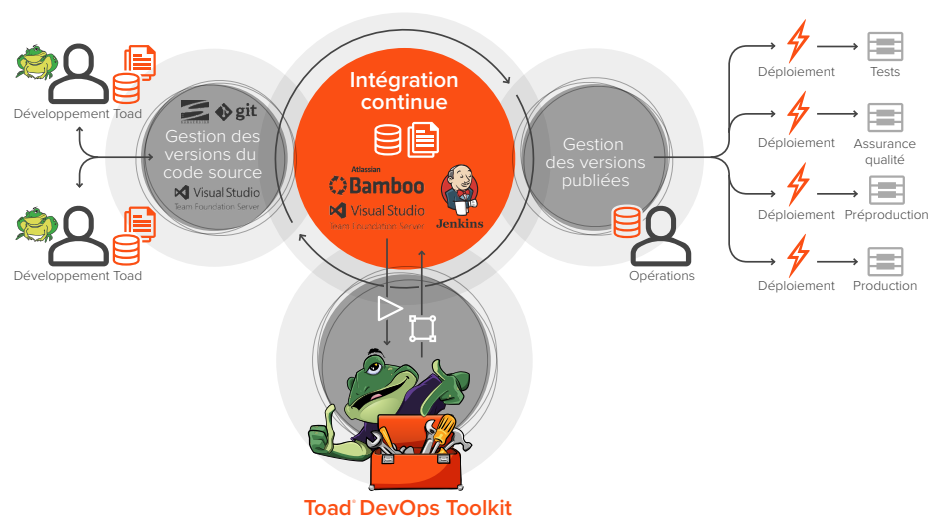 Développement Toad
Développement Toad
git
Gestion des
versions du
code source
Visual Studio
Team Foundation Server
Intégration
continue
Atlassian
Bamboo
Visual Studio
Team Foundation Server
Jenkins
Gestion
des versions
publiées
Opérations
Déploiement
Tests
Déploiement
Assurance
qualité
Déploiement
Préproduction
Déploiement
Production
Toad® DevOps Toolkit